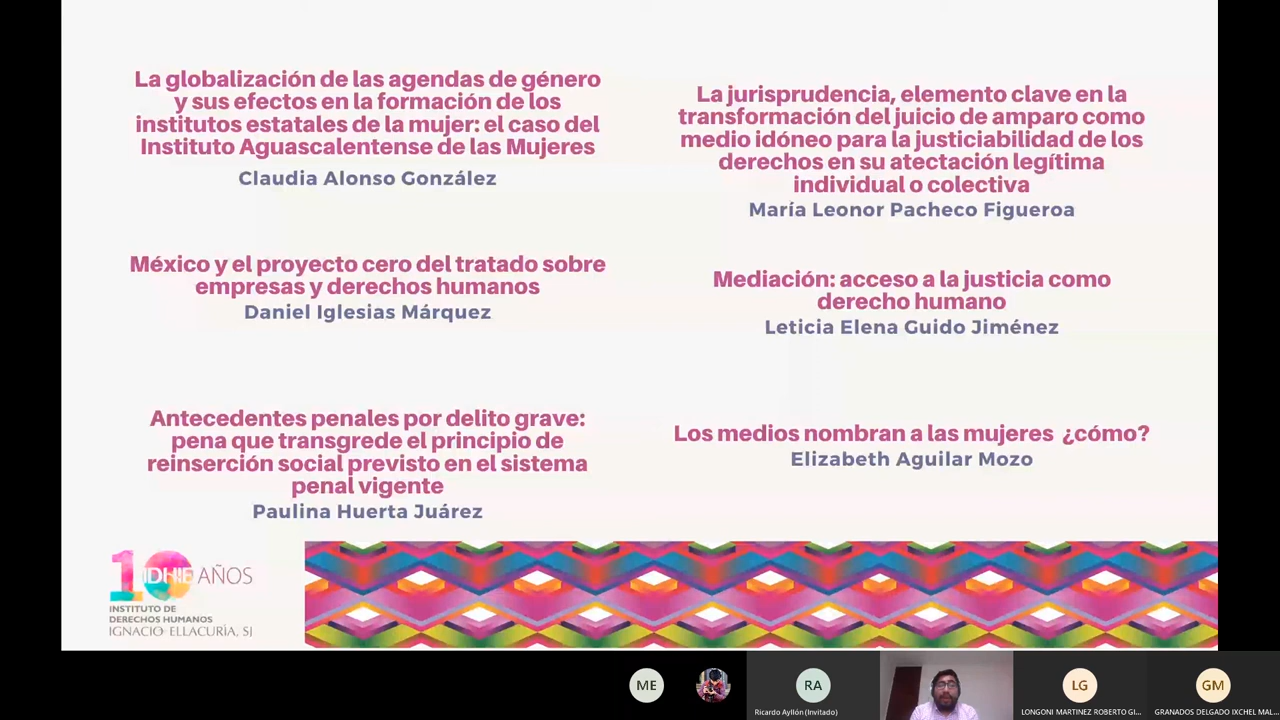 La globalización de las agendas de género
y sus efectos en la formación de los
institutos estatales de la mujer: el caso del
Instituto Aguascalentense de las Mujeres
Claudia Alonso González
México y el proyecto cero del tratado sobre
empresas y derechos humanos
Daniel Iglesias Márquez
Antecedentes penales por delito grave:
pena que transgrede el principio de
reinserción social previsto en el sistema
penal vigente
Paulina Huerta Juárez
La jurisprudencia, elemento clave en la
transformación del juicio de amparo como
medio idóneo para la justiciabilidad de los
derechos en su atectación legítima
individual o colectiva
María Leonor Pacheco Figueroa
Mediación: acceso a la justicia como
derecho humano
Leticia Elena Guido Jiménez
Los medios nombran a las mujeres ¿cómo?
Elizabeth Aguilar Mozo
10 IDHIE AÑOS
INSTITUTO DE
DERECHOS HUMANOS
IGNACIO ELLACURÍA, SJ
ME
RA
Ricardo Ayllón (Invitado)
LG
LONGONI MARTINEZ ROBERTO GI...
GM
GRANADOS DELGADO IXCHEL MAL...